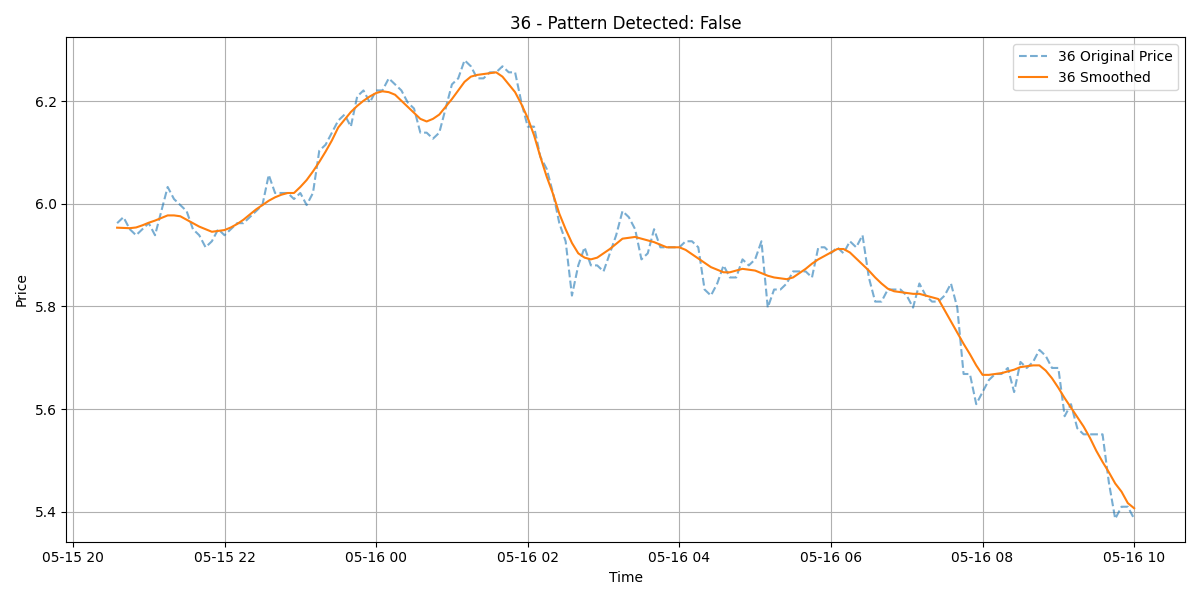 36 - Pattern Detected: False
36 Original Price
36 Smoothed
Price
6.2
6.0
5.8
5.6
5.4
05-15 20 05-15 22 05-16 00 05-16 02 05-16 04 05-16 06 05-16 08 05-16 10
Time